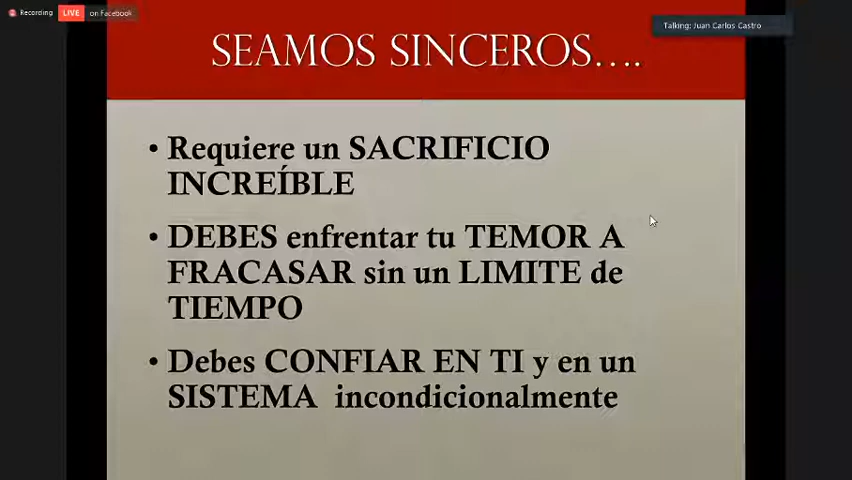 Recording LIVE on Facebook
Talking: Juan Carlos Castro
SEAMOS SINCEROS....
• Requiere un SACRIFICIO
INCREÍBLE
• DEBES enfrentar tu TEMOR A
FRACASAR sin un LIMITE de
TIEMPO
• Debes CONFIAR EN TI y en un
SISTEMA incondicionalmente